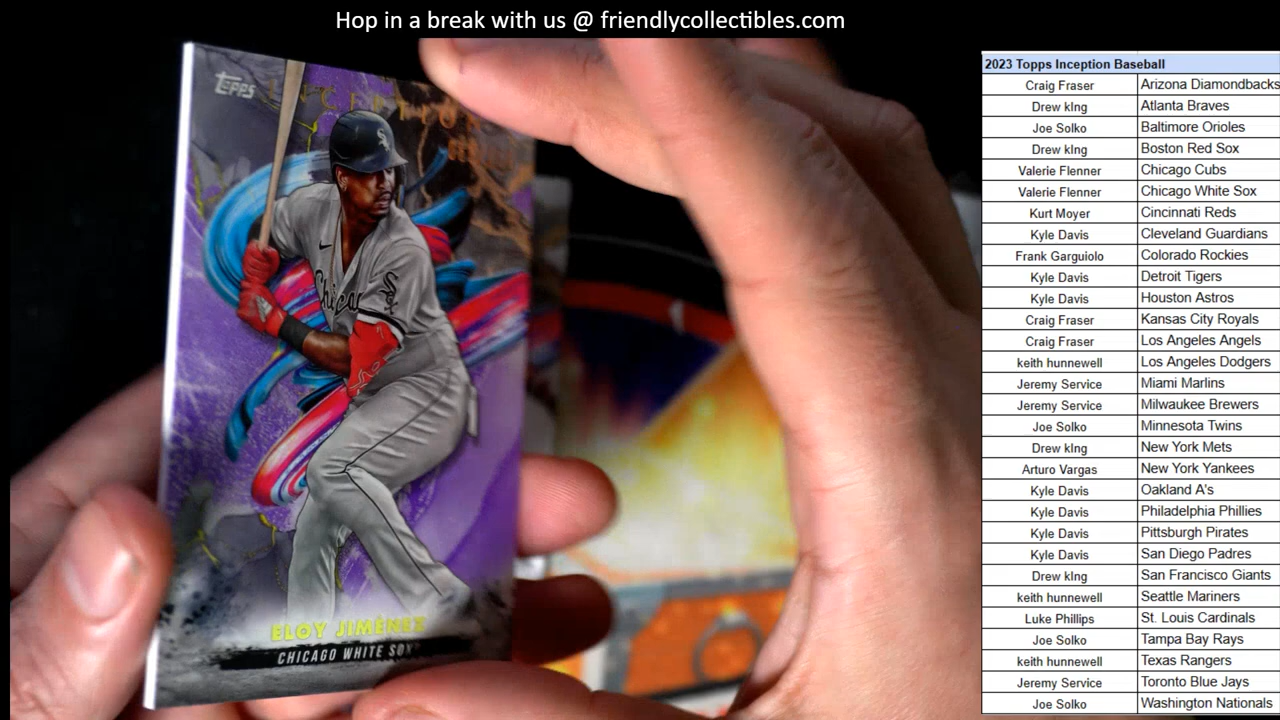 Hop in a break with us @ friendlycollectibles.com
TOPPS
INCEPTION
Chica
Sox
ELOY JIMÉNEZ
CHICAGO WHITE SOX
2023 Topps Inception Baseball
Craig Fraser Arizona Diamondbacks
Drew kIng Atlanta Braves
Joe Solko Baltimore Orioles
Drew kIng Boston Red Sox
Valerie Flenner Chicago Cubs
Valerie Flenner Chicago White Sox
Kurt Moyer Cincinnati Reds
Kyle Davis Cleveland Guardians
Frank Garguiolo Colorado Rockies
Kyle Davis Detroit Tigers
Kyle Davis Houston Astros
Craig Fraser Kansas City Royals
Craig Fraser Los Angeles Angels
keith hunnewell Los Angeles Dodgers
Jeremy Service Miami Marlins
Jeremy Service Milwaukee Brewers
Joe Solko Minnesota Twins
Drew kIng New York Mets
Arturo Vargas New York Yankees
Kyle Davis Oakland A's
Kyle Davis Philadelphia Phillies
Kyle Davis Pittsburgh Pirates
Kyle Davis San Diego Padres
Drew kIng San Francisco Giants
keith hunnewell Seattle Mariners
Luke Phillips St. Louis Cardinals
Joe Solko Tampa Bay Rays
keith hunnewell Texas Rangers
Jeremy Service Toronto Blue Jays
Joe Solko Washington Nationals